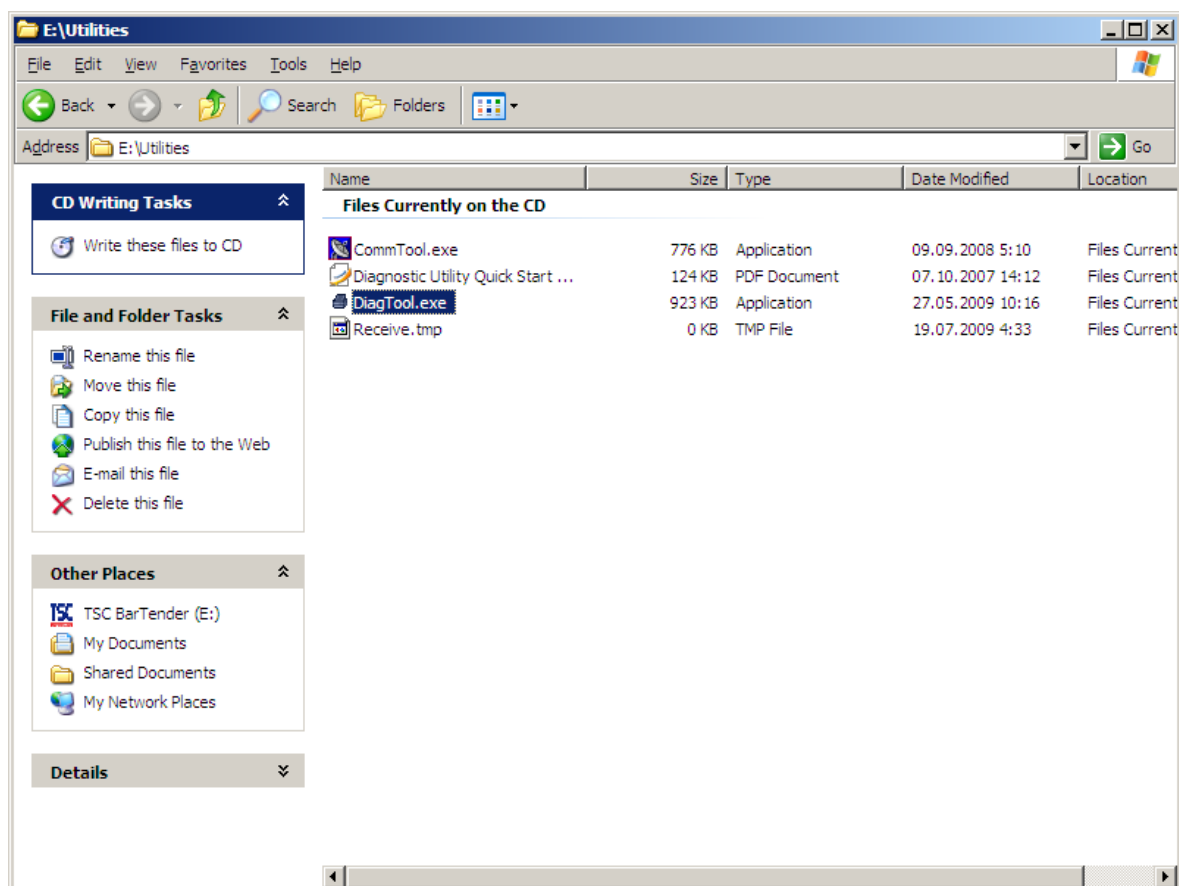 E:\Utilities
File Edit View Favorites Tools Help
Back Search Folders
Address E:\Utilities Go
Name Size Type Date Modified Location
CD Writing Tasks
Write these files to CD
File and Folder Tasks
Rename this file
Move this file
Copy this file
Publish this file to the Web
E-mail this file
Delete this file
Other Places
TSC TSC BarTender (E:)
My Documents
Shared Documents
My Network Places
Details
Files Currently on the CD
CommTool.exe 776 KB Application 09.09.2008 5:10 Files Current
Diagnostic Utility Quick Start ... 124 KB PDF Document 07.10.2007 14:12 Files Current
DiagTool.exe 923 KB Application 27.05.2009 10:16 Files Current
Receive.tmp 0 KB TMP File 19.07.2009 4:33 Files Current